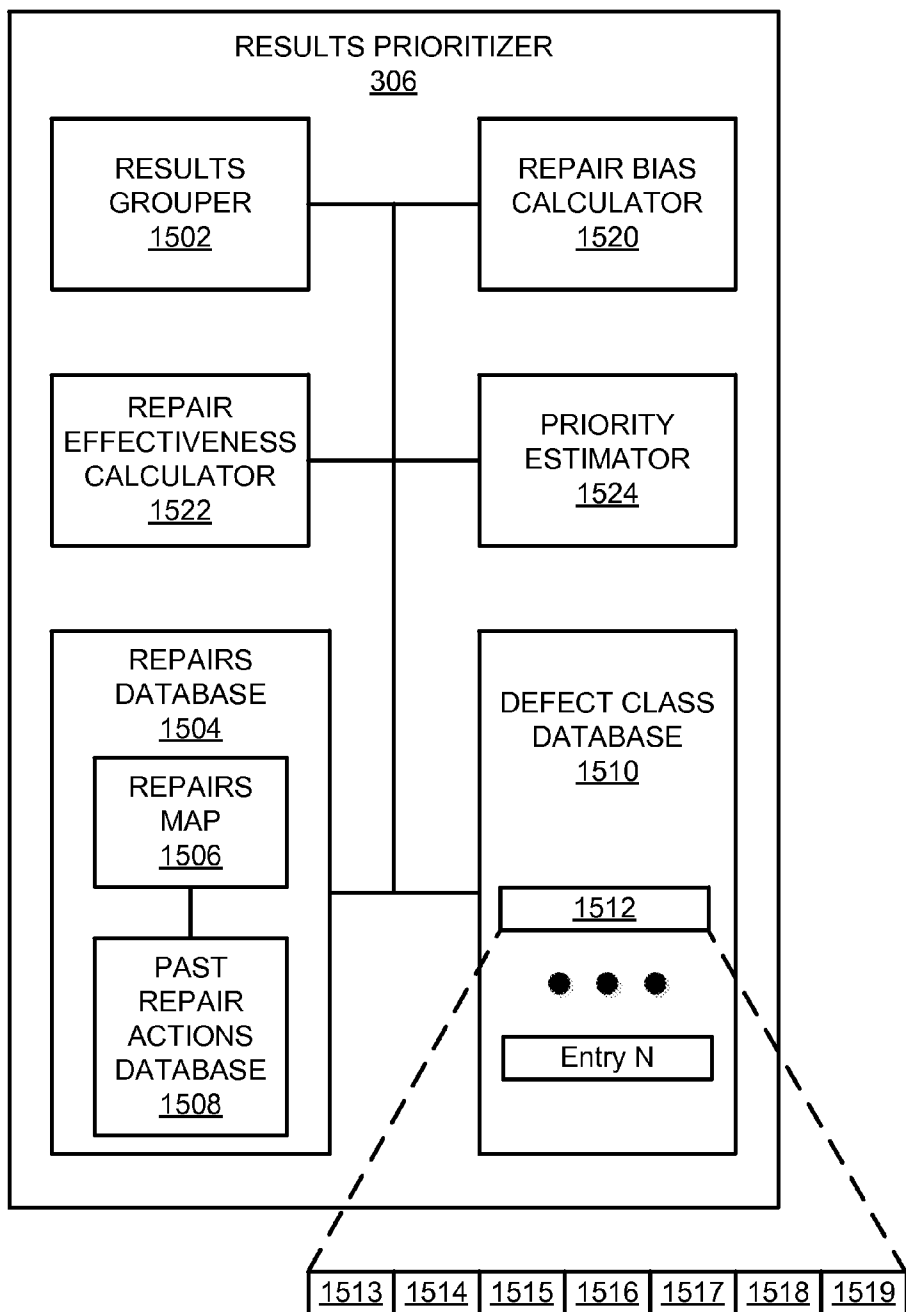 RESULTS PRIORITIZER
306
RESULTS
GROUPER
1502
REPAIR BIAS
CALCULATOR
1520
REPAIR
EFFECTIVENESS
CALCULATOR
1522
PRIORITY
ESTIMATOR
1524
REPAIRS
DATABASE
1504
REPAIRS
MAP
1506
PAST
REPAIR
ACTIONS
DATABASE
1508
DEFECT CLASS
DATABASE
1510
1512
Entry N
1513 1514 1515 1516 1517 1518 1519